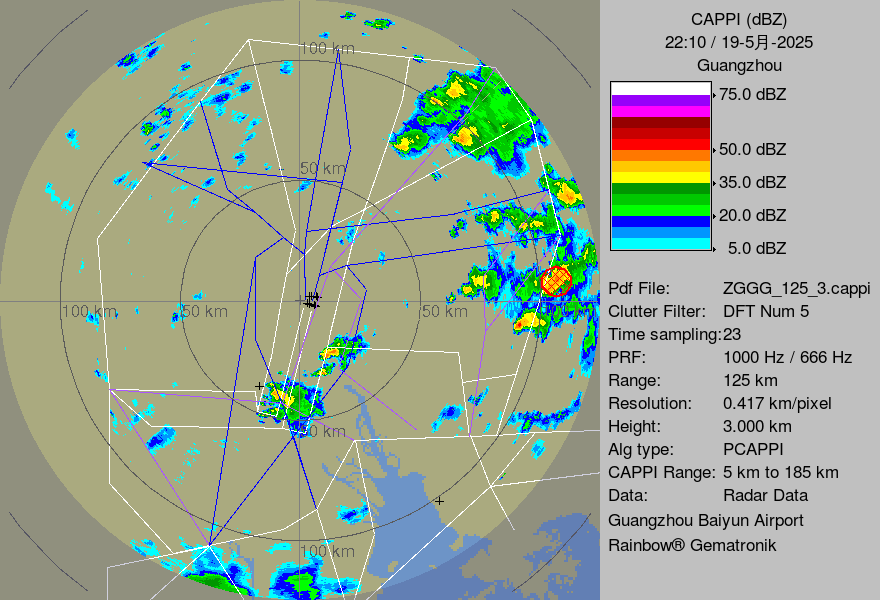 CAPPI (dBZ)
22:10 / 19-5月-2025
Guangzhou
75.0 dBZ
50.0 dBZ
35.0 dBZ
20.0 dBZ
5.0 dBZ
Pdf File: ZGGG_125_3.cappi
Clutter Filter: DFT Num 5
Time sampling:23
PRF: 1000 Hz / 666 Hz
Range: 125 km
Resolution: 0.417 km/pixel
Height: 3.000 km
Alg type: PCAPPI
CAPPI Range: 5 km to 185 km
Data: Radar Data
Guangzhou Baiyun Airport
Rainbow® Gematronik
100 km
50 km
100 km
50 km
50 km
50 km
100 km